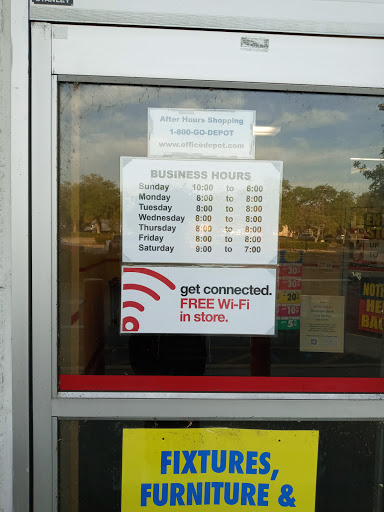 STANLEY
After Hours Shopping
1-800-GO-DEPOT
www.officedepot.com
BUSINESS HOURS
Sunday 10:00 to 6:00
Monday 8:00 to 8:00
Tuesday 8:00 to 8:00
Wednesday 8:00 to 8:00
Thursday 8:00 to 8:00
Friday 8:00 to 8:00
Saturday 9:00 to 7:00
get connected.
FREE Wi-Fi
in store.
FIXTURES,
FURNITURE &